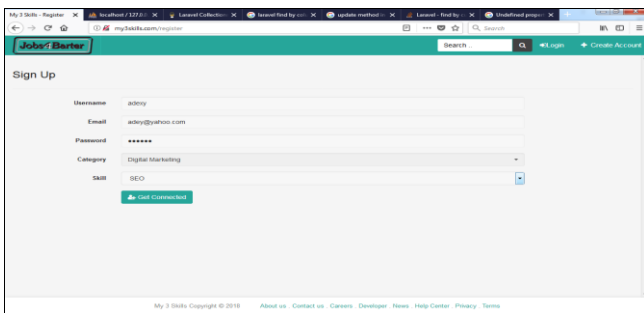 My 3 Skills - Register
localhost / 127.0.0
Laravel Collection
laravel find by con
update method in
Laravel - find by
Undefined proper
my3skills.com/register
Search
Jobs4Barter
Search ..
Login
Create Account
Sign Up
Username adexy
Email adey@yahoo.com
Password ••••••
Category Digital Marketing
Skill SEO
Get Connected
My 3 Skills Copyright © 2018 About us . Contact us . Careers . Developer . News . Help Center . Privacy . Terms